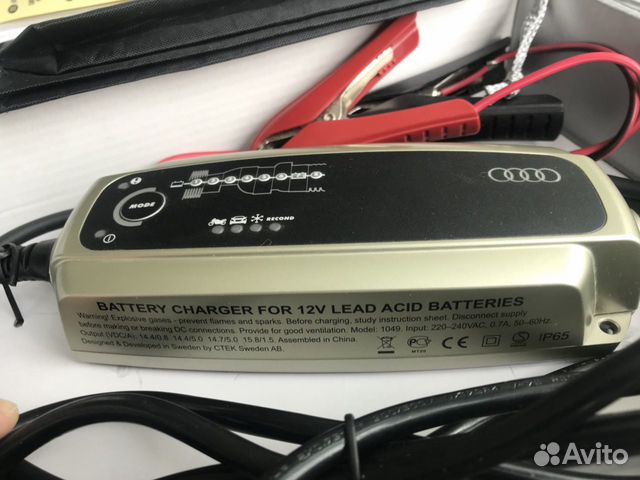 MODE
RECOND
BATTERY CHARGER FOR 12V LEAD ACID BATTERIES
Warning! Explosive gases - prevent flames and sparks. Before charging, study instruction sheet. Disconnect supply
before making or breaking DC connections. Provide for good ventilation. Model: 1049. Input: 220-240VAC, 0.7A, 50-60Hz.
Output (VDC/A): 14.4/0.8 14.4/5.0 14.7/5.0 15.8/1.5. Assembled in China.
Designed & Developed in Sweden by CTEK Sweden AB.
MT20
CE
IP65
Avito